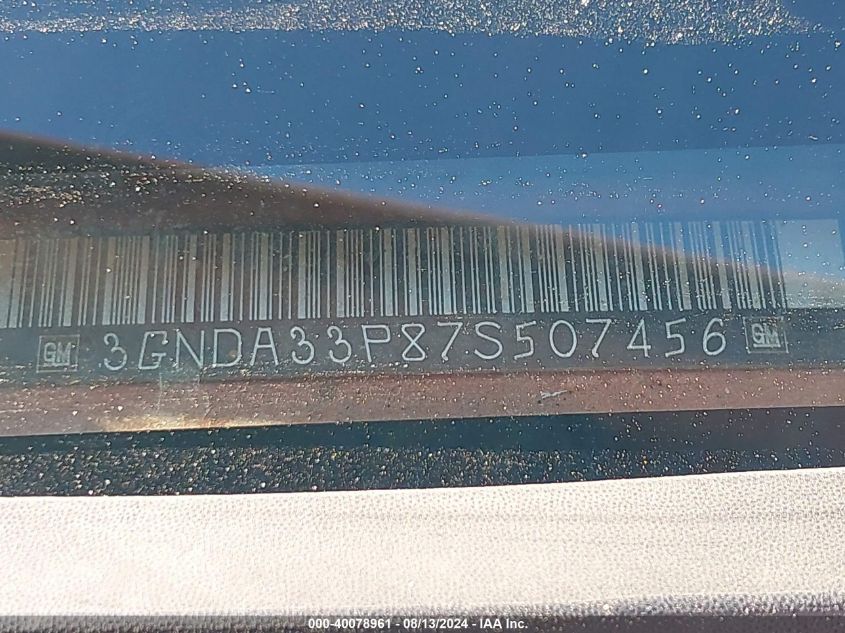 GM 3GNDA33P87S507456 GM
000-40078961 - 08/13/2024 - IAA Inc.